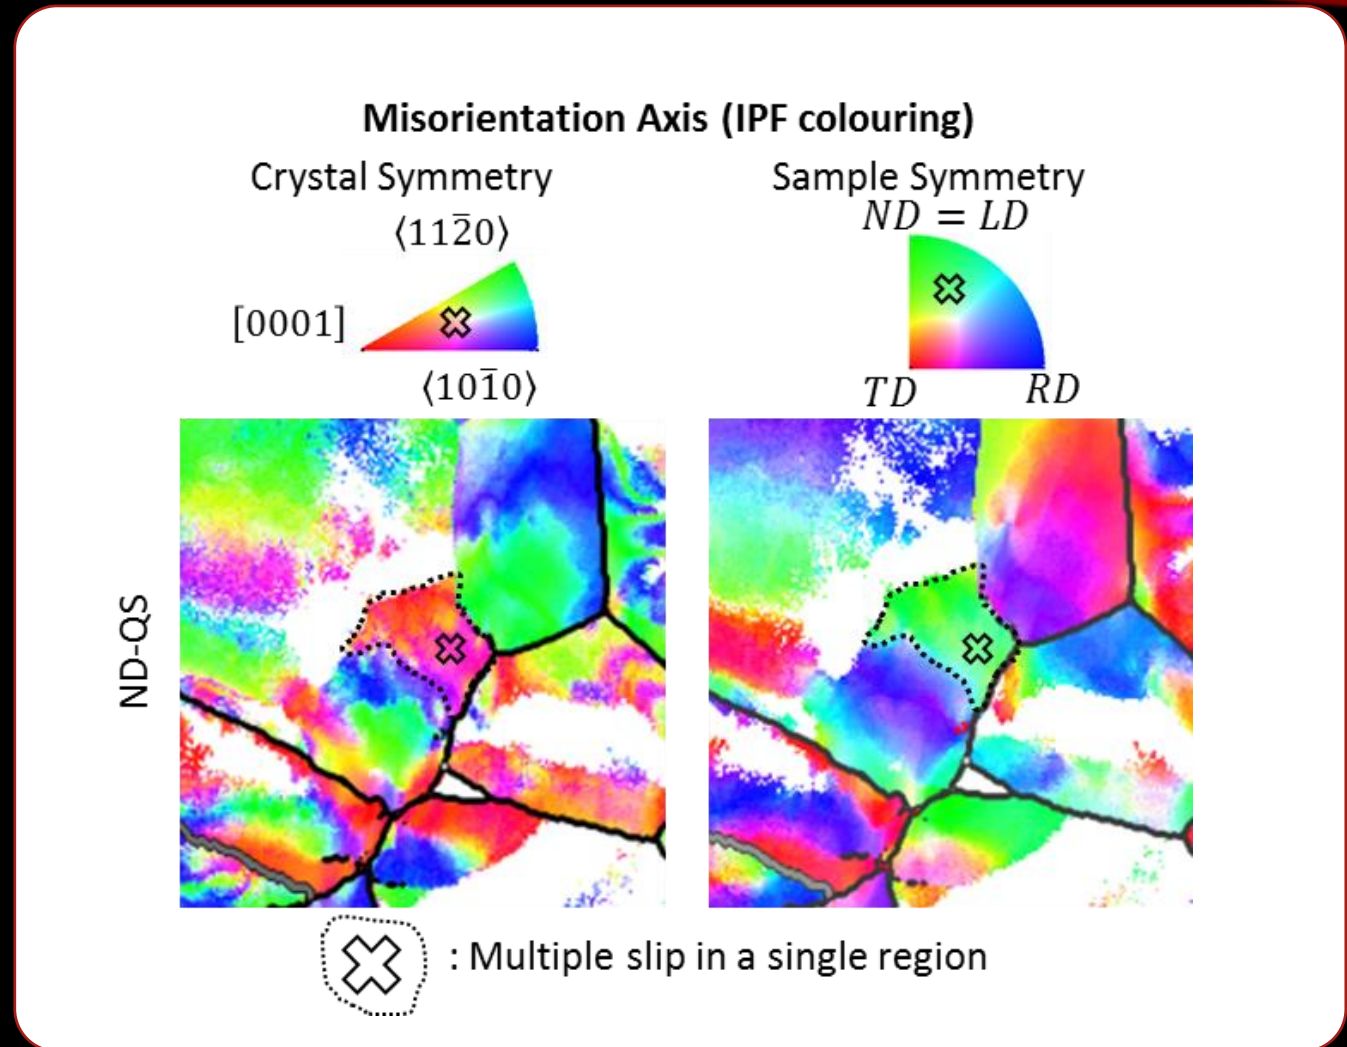 Misorientation Axis (IPF colouring)
Crystal Symmetry
Sample Symmetry
⟨112̅0⟩
ND = LD
[0001]
⟨101̅0⟩
TD
RD
ND-QS
: Multiple slip in a single region